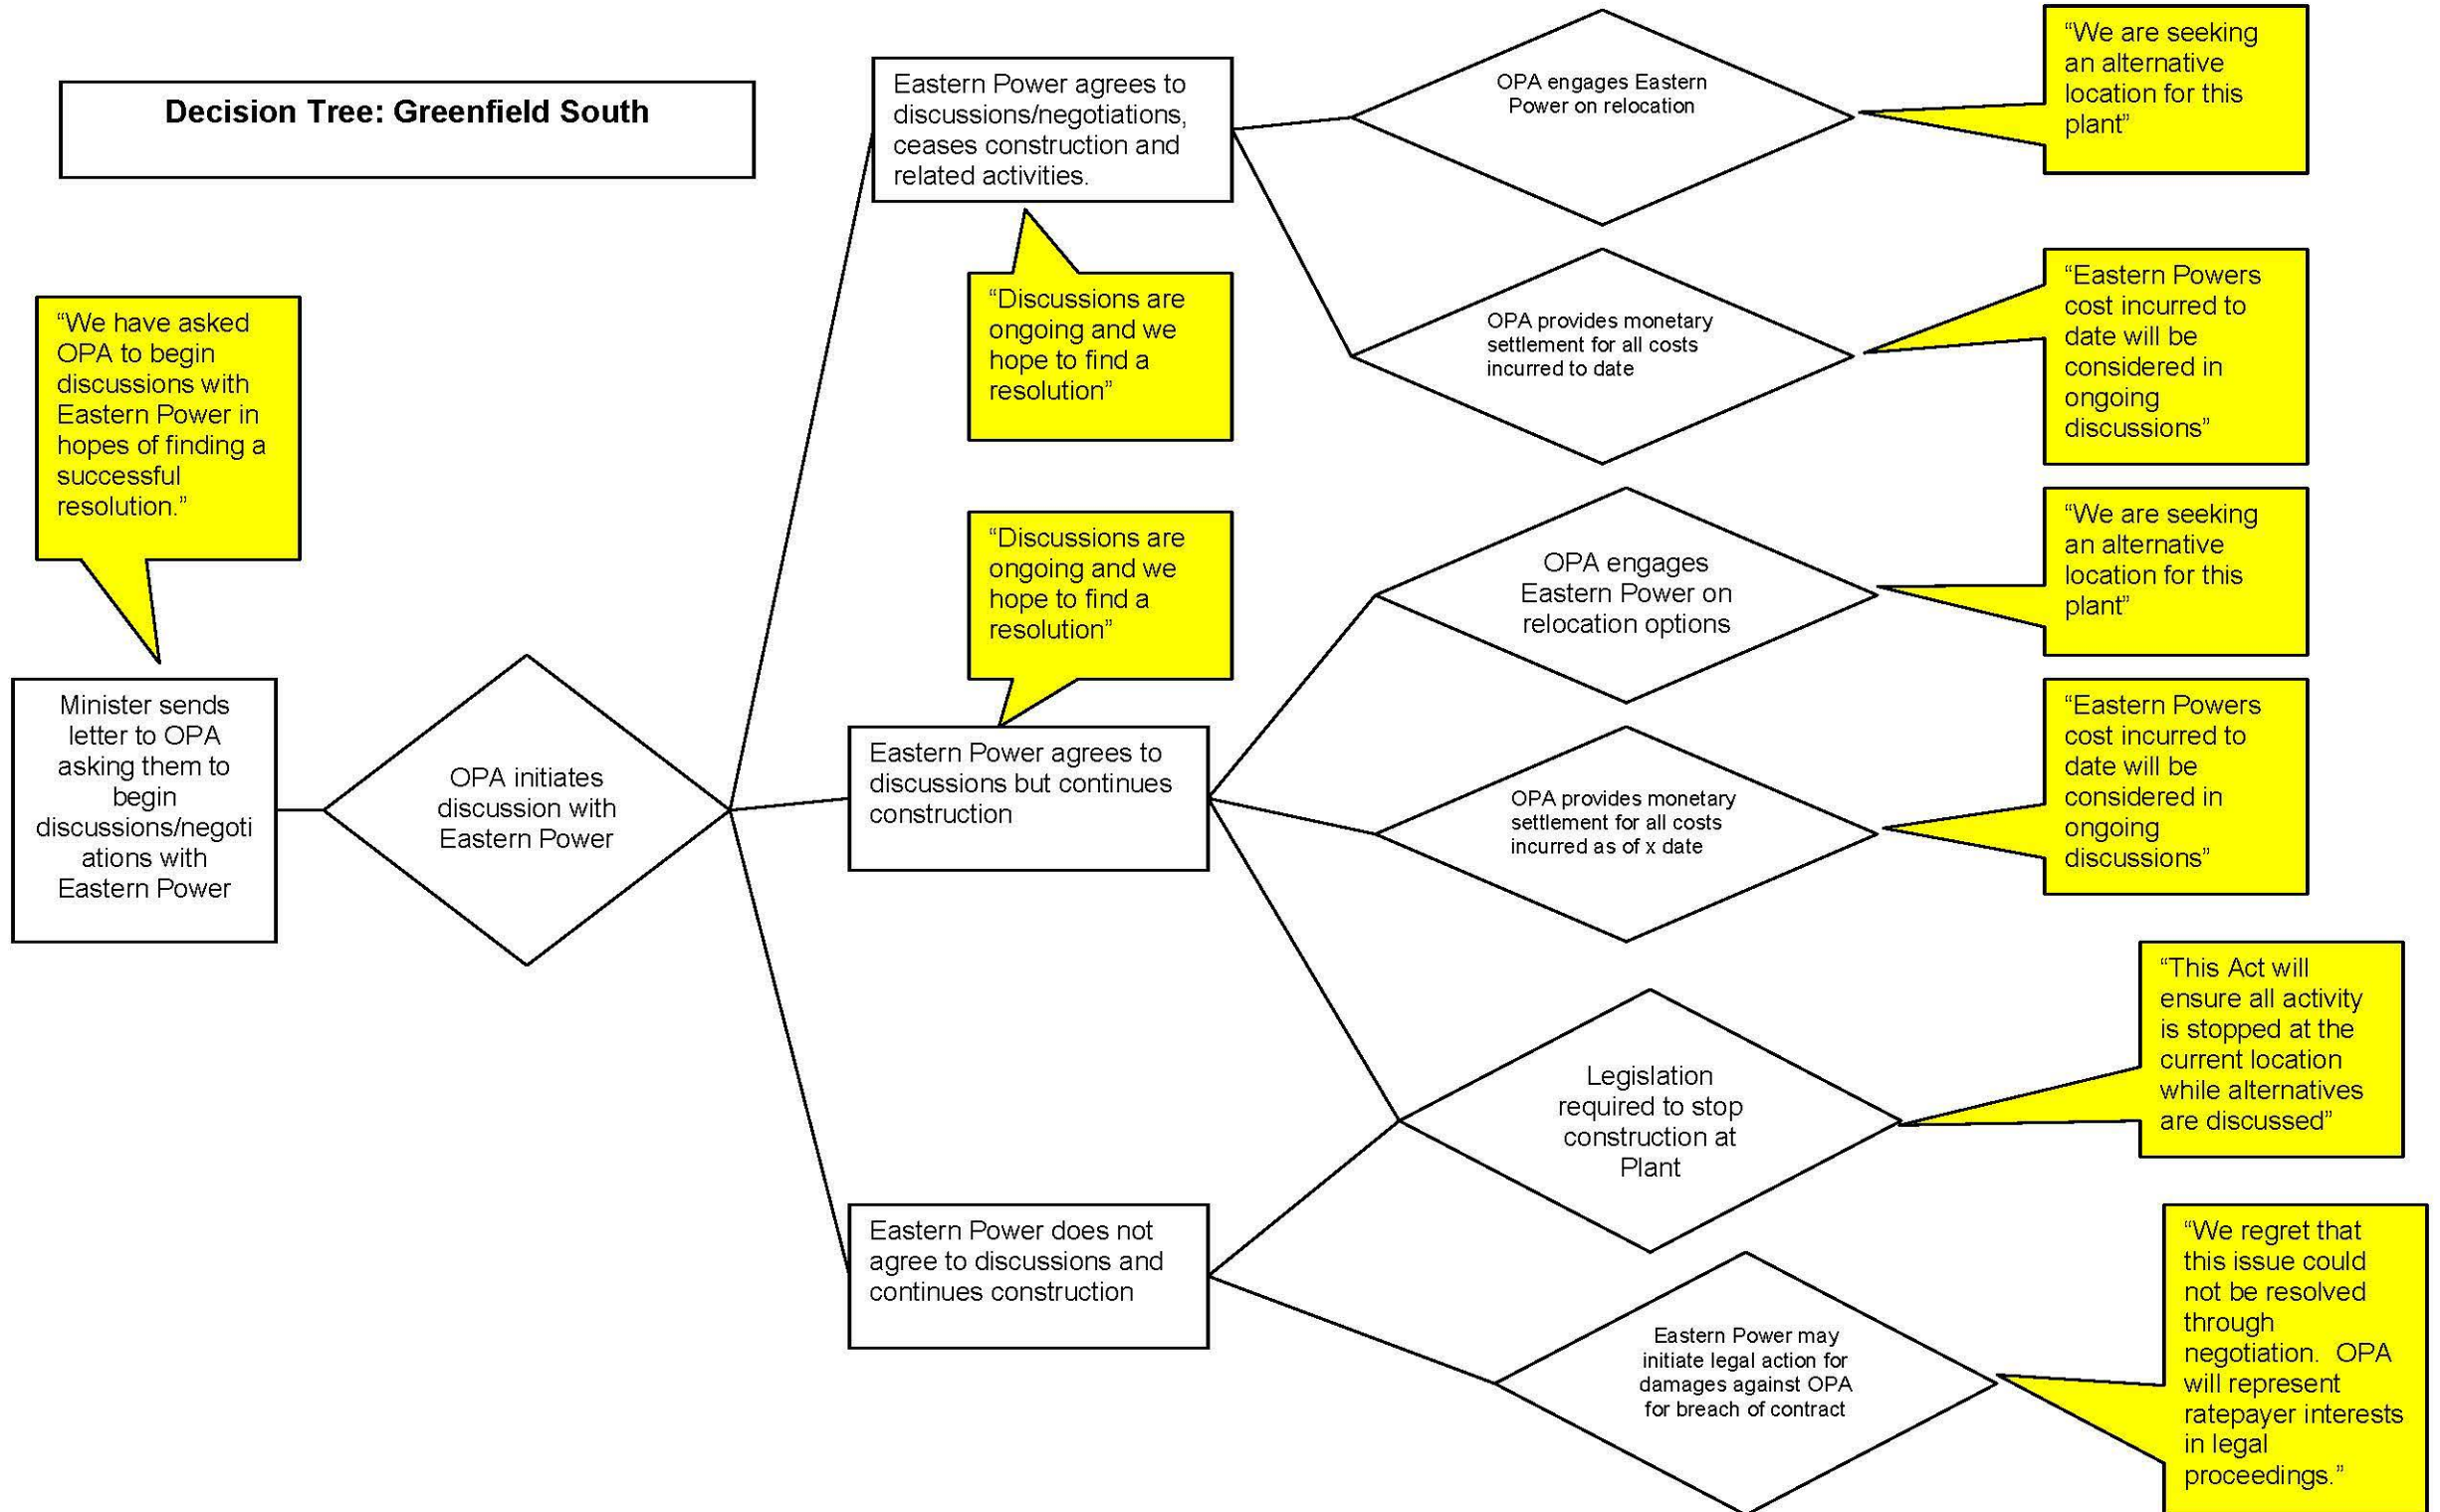 Decision Tree: Greenfield South
“We have asked
OPA to begin
discussions with
Eastern Power in
hopes of finding a
successful
resolution.”
Minister sends
letter to OPA
asking them to
begin
discussions/negoti
ations with
Eastern Power
OPA initiates
discussion with
Eastern Power
Eastern Power agrees to
discussions/negotiations,
ceases construction and
related activities.
“Discussions are
ongoing and we
hope to find a
resolution”
OPA engages Eastern
Power on relocation
“We are seeking
an alternative
location for this
plant”
OPA provides monetary
settlement for all costs
incurred to date
“Eastern Powers
cost incurred to
date will be
considered in
ongoing
discussions”
“Discussions are
ongoing and we
hope to find a
resolution”
Eastern Power agrees to
discussions but continues
construction
OPA engages
Eastern Power on
relocation options
“We are seeking
an alternative
location for this
plant”
OPA provides monetary
settlement for all costs
incurred as of x date
“Eastern Powers
cost incurred to
date will be
considered in
ongoing
discussions”
Legislation
required to stop
construction at
Plant
“This Act will
ensure all activity
is stopped at the
current location
while alternatives
are discussed”
Eastern Power does not
agree to discussions and
continues construction
Eastern Power may
initiate legal action for
damages against OPA
for breach of contract
“We regret that
this issue could
not be resolved
through
negotiation.  OPA
will represent
ratepayer interests
in legal
proceedings.”